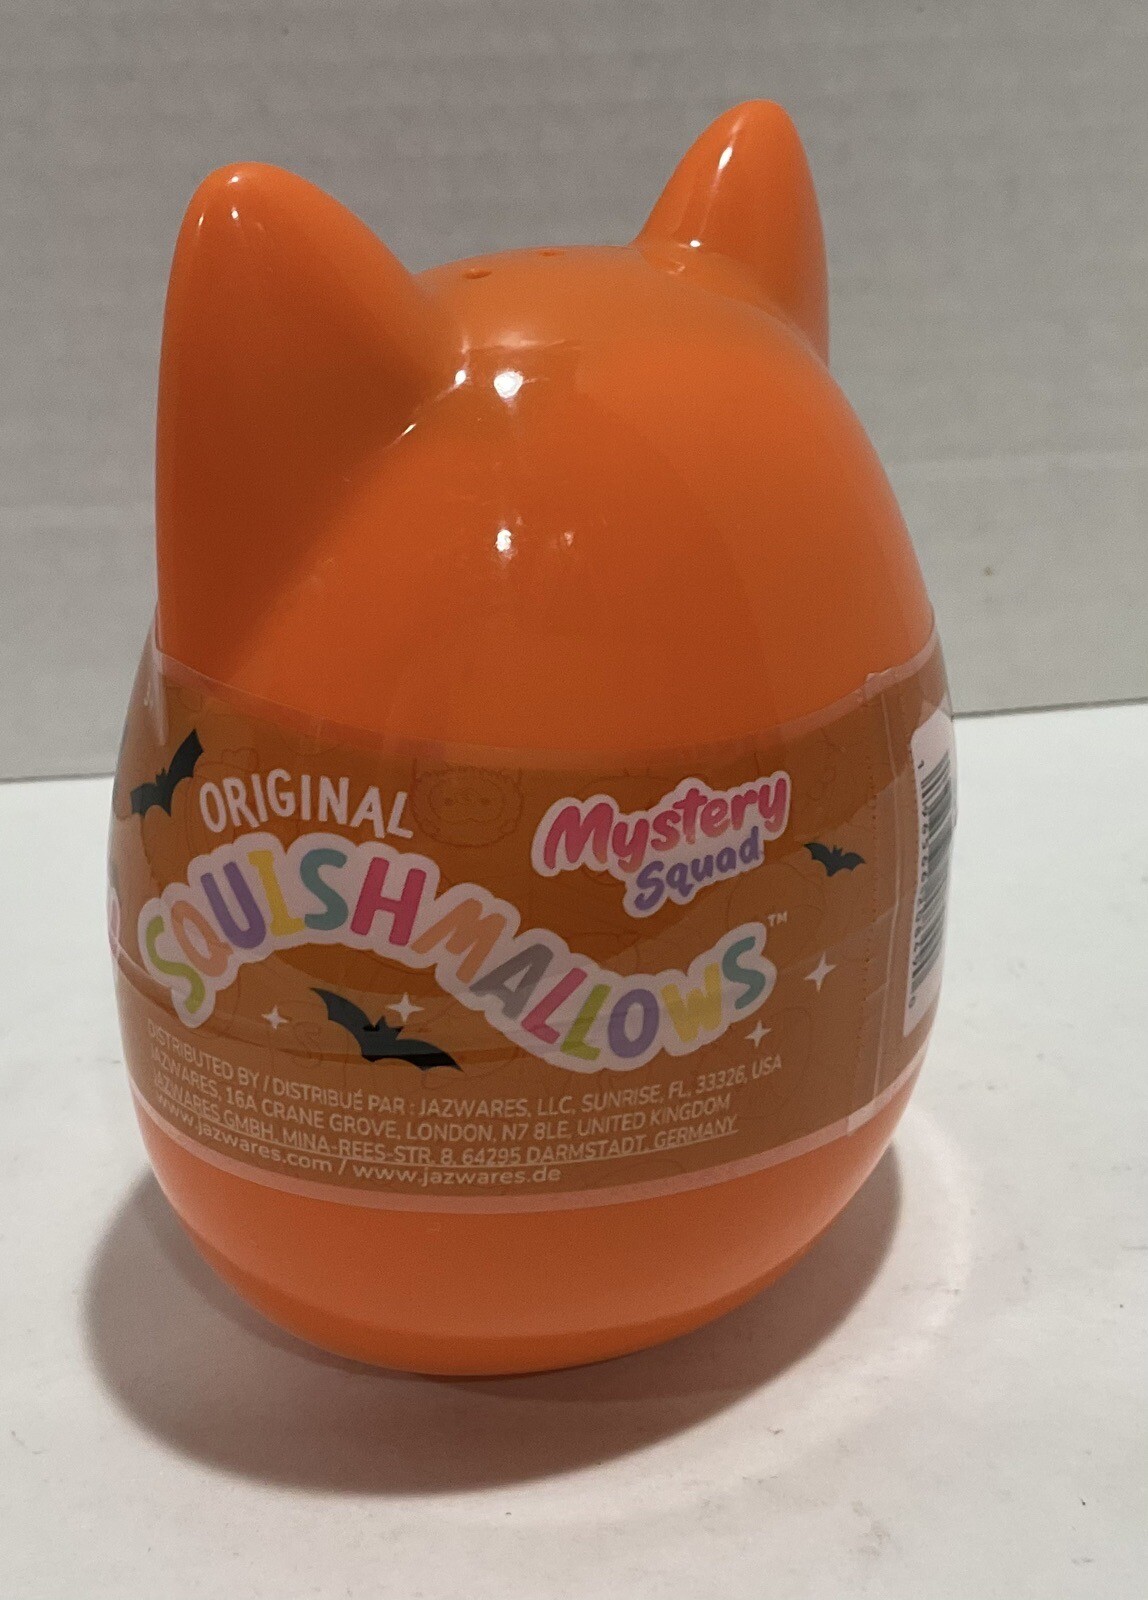 ORIGINAL
SQUISHMALLOWS™
Mystery
Squad
DISTRIBUTED BY / DISTRIBUÉ PAR : JAZWARES, LLC, SUNRISE, FL, 33326, USA
JAZWARES, 16A CRANE GROVE, LONDON, N7 8LE, UNITED KINGDOM
JAZWARES GMBH, MINA-REES-STR. 8, 64295 DARMSTADT, GERMANY
www.jazwares.com / www.jazwares.de